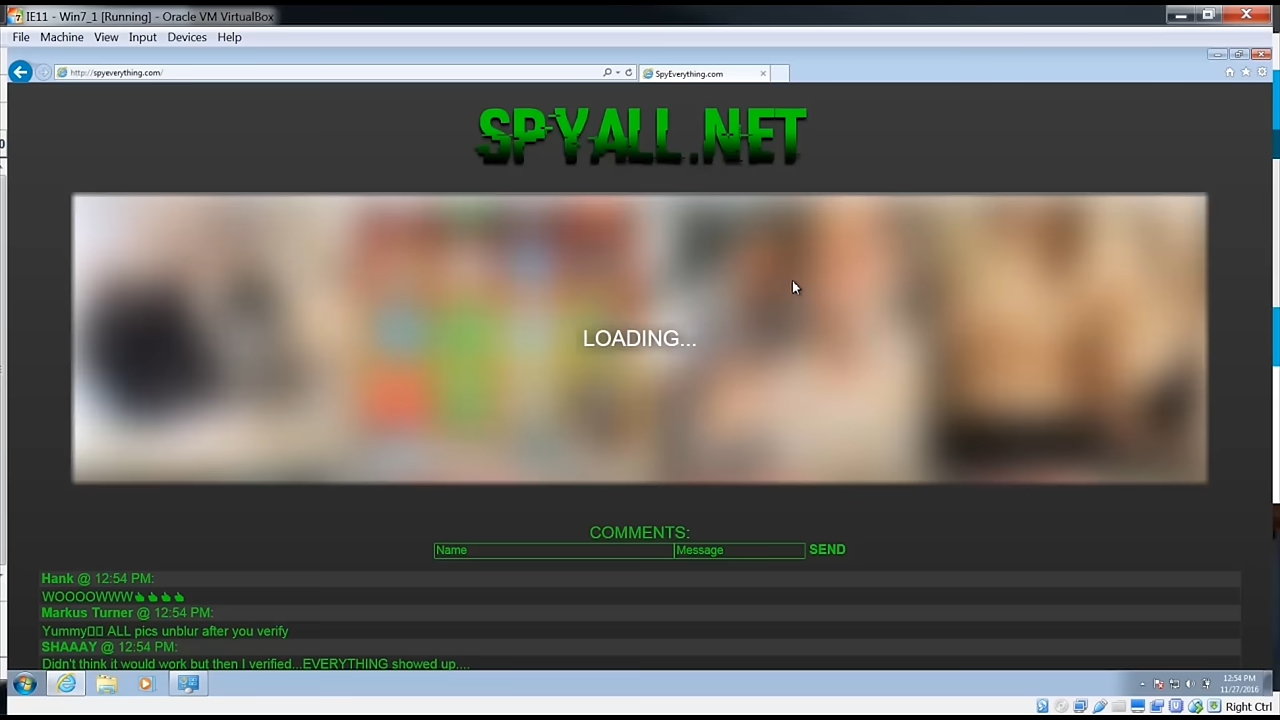 IE11 - Win7_1 [Running] - Oracle VM VirtualBox
File Machine View Input Devices Help
http://spyeverything.com/
SpyEverything.com
SPYALL.NET
LOADING...
COMMENTS:
Name Message SEND
Hank @ 12:54 PM:
WOOOOWWW
Markus Turner @ 12:54 PM:
Yummy ALL pics unblur after you verify
SHAAAY @ 12:54 PM:
Didn't think it would work but then I verified...EVERYTHING showed up....
12:54 PM
11/27/2016
Right Ctrl